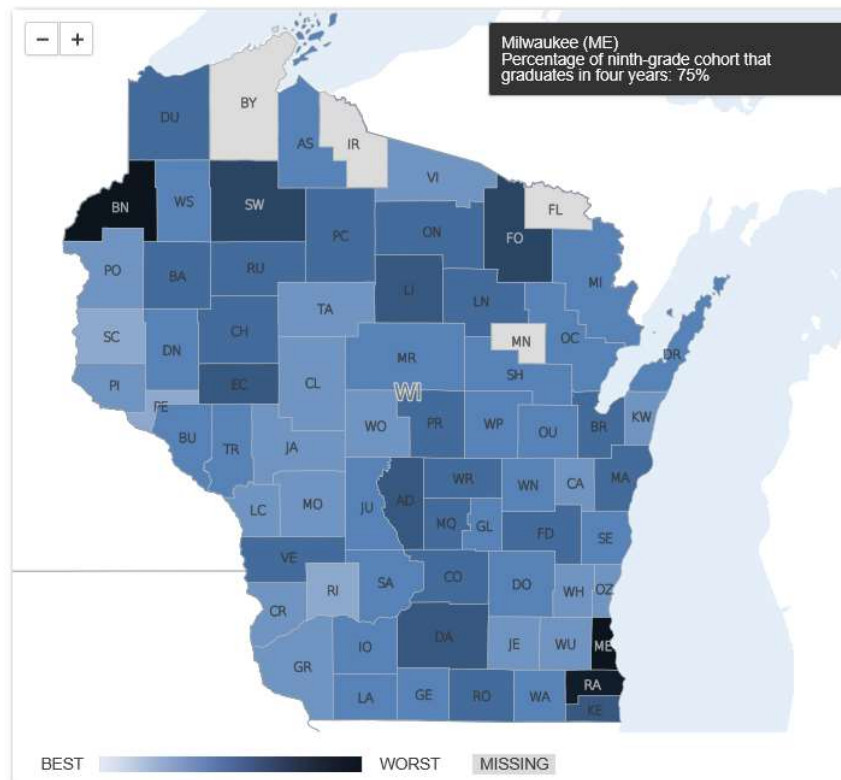 − +
Milwaukee (ME)
Percentage of ninth-grade cohort that
graduates in four years: 75%
BY
DU
AS
IR
VI
BN
WS
SW
FL
PC
ON
FO
PO
BA
RU
LI
LN
MI
TA
SC
DN
CH
MN
OC
DR
MR
PI
EC
CL
SH
WI
PE
BU
TR
JA
WO
PR
WP
OU
BR
KW
LC
MO
JU
AD
WR
WN
CA
MA
MQ
GL
FD
SE
VE
RI
SA
CO
DO
WH
OZ
CR
IO
DA
JE
WU
ME
GR
LA
GE
RO
WA
RA
KE
BEST WORST MISSING